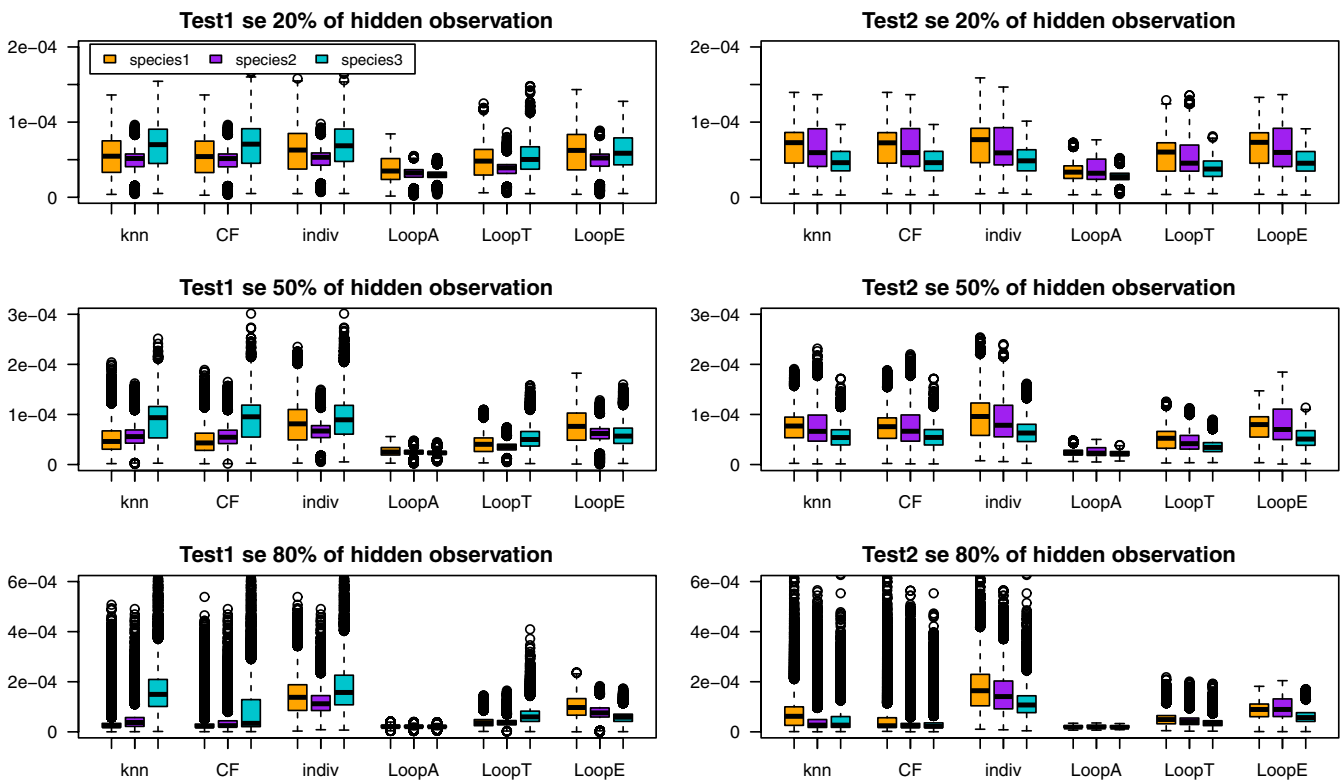 Test1 se 20% of hidden observation
2e−04
1e−04
0
species1 species2 species3
knn CF indiv LoopA LoopT LoopE
Test2 se 20% of hidden observation
2e−04
1e−04
0
knn CF indiv LoopA LoopT LoopE
Test1 se 50% of hidden observation
3e−04
2e−04
1e−04
0
knn CF indiv LoopA LoopT LoopE
Test2 se 50% of hidden observation
3e−04
2e−04
1e−04
0
knn CF indiv LoopA LoopT LoopE
Test1 se 80% of hidden observation
6e−04
4e−04
2e−04
0
knn CF indiv LoopA LoopT LoopE
Test2 se 80% of hidden observation
6e−04
4e−04
2e−04
0
knn CF indiv LoopA LoopT LoopE